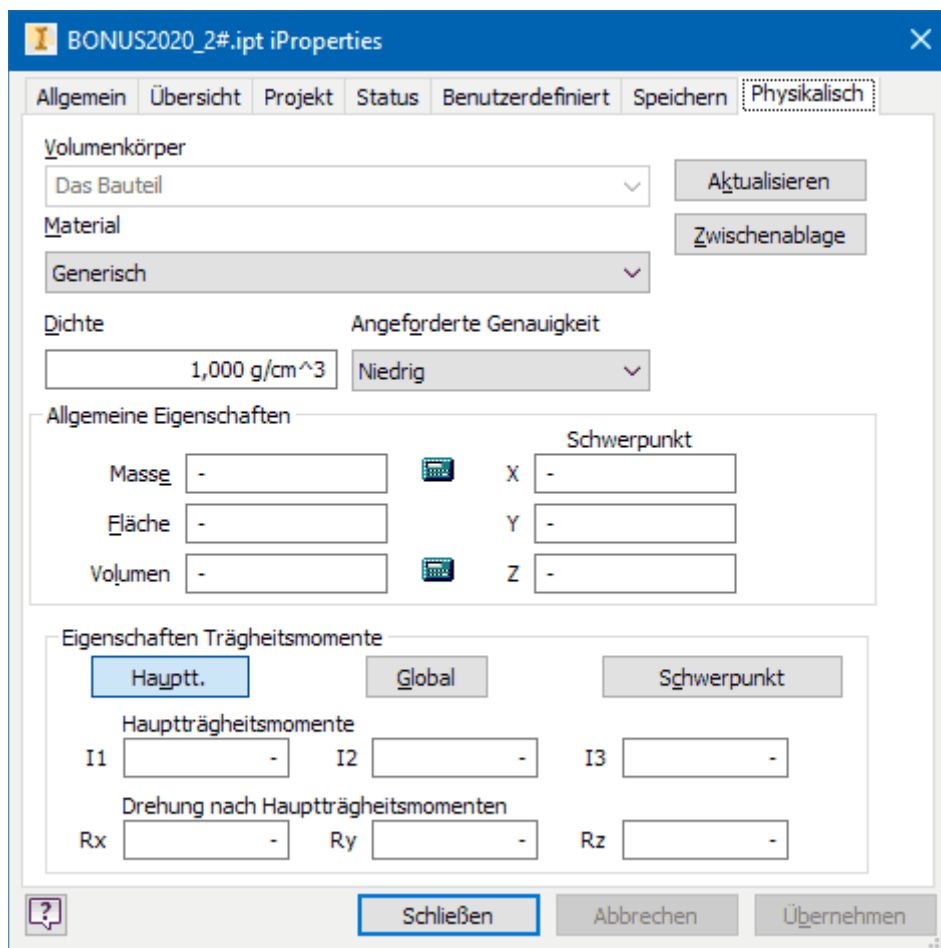 BONUS2020_2#.ipt iProperties
Allgemein Übersicht Projekt Status Benutzerdefiniert Speichern Physikalisch
Volumenkörper
Das Bauteil Aktualisieren
Material Zwischenablage
Generisch
Dichte Angeforderte Genauigkeit
1,000 g/cm^3 Niedrig
Allgemeine Eigenschaften
Schwerpunkt
Masse - X -
Fläche - Y -
Volumen - Z -
Eigenschaften Trägheitsmomente
Hauptt. Global Schwerpunkt
Hauptträgheitsmomente
I1 - I2 - I3 -
Drehung nach Hauptträgheitsmomenten
Rx - Ry - Rz -
? Schließen Abbrechen Übernehmen